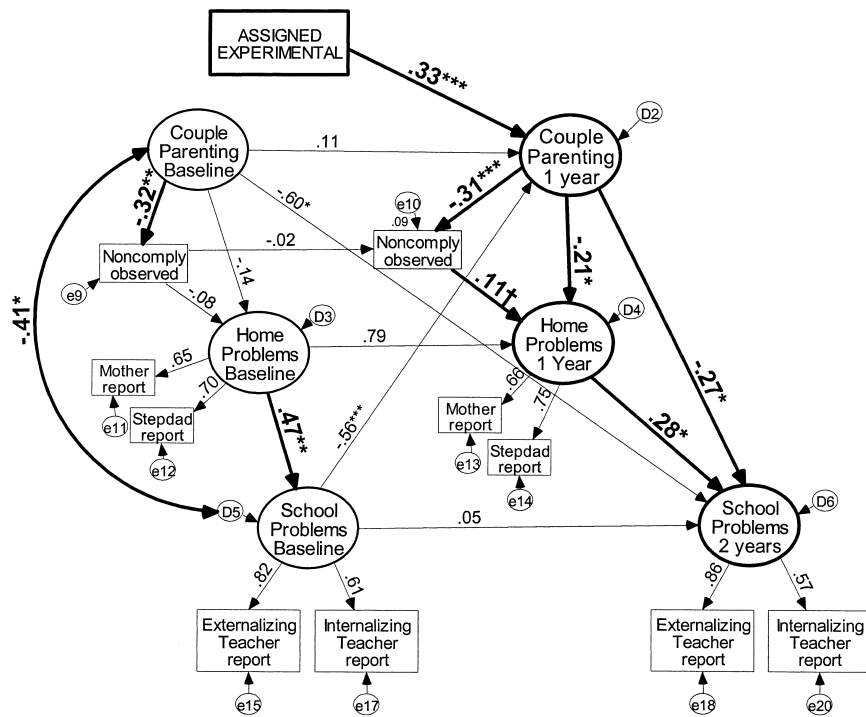 ASSIGNED
EXPERIMENTAL
.33***
D2
Couple
Parenting
Baseline
.11
Couple
Parenting
1 year
-.32**
-.60*
e10
.09
-.31***
Noncomply
observed
-.02
Noncomply
observed
-.21*
e9
-.14
-.08
.11†
-.41*
D3
D4
Home
Problems
Baseline
.79
Home
Problems
1 Year
-.27*
.65
Mother
report
.70
Stepdad
report
e11
e12
.47**
-.56***
.66
Mother
report
.75
Stepdad
report
e13
e14
.28*
D5
School
Problems
Baseline
.05
School
Problems
2 years
D6
.82
.61
.86
.57
Externalizing
Teacher
report
Internalizing
Teacher
report
Externalizing
Teacher
report
Internalizing
Teacher
report
e15
e17
e18
e20